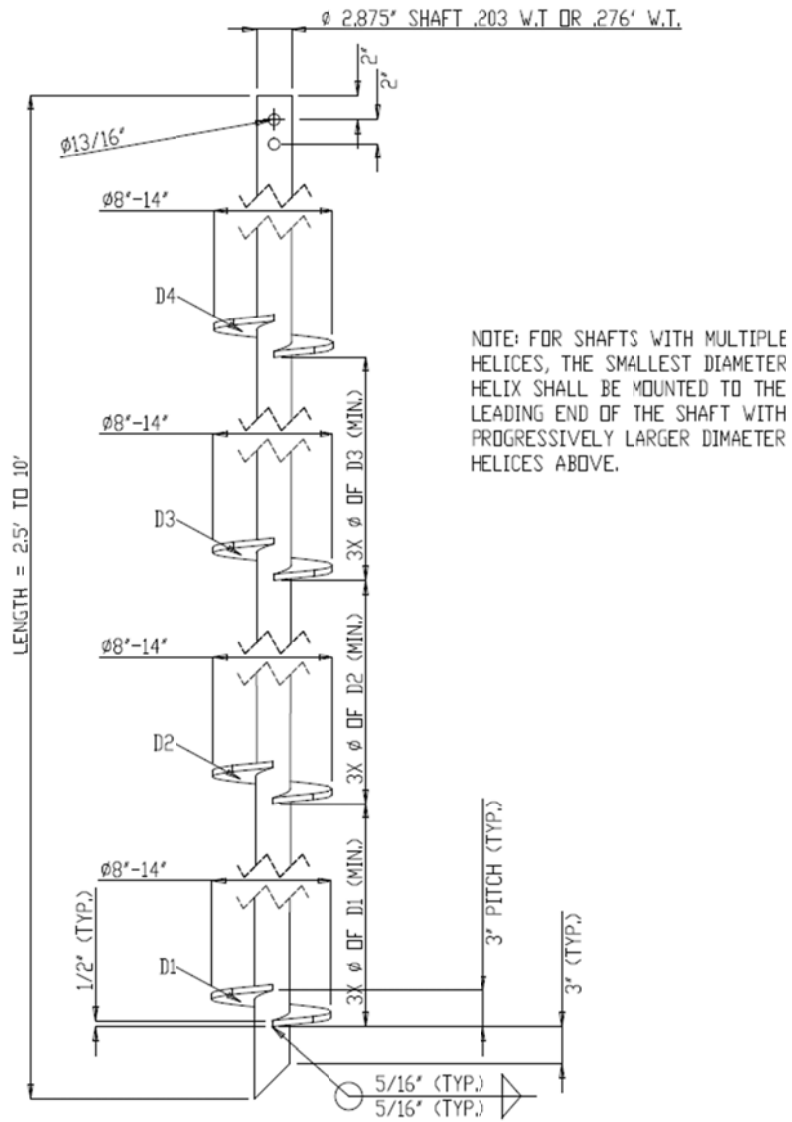 ø 2.875" SHAFT .203 W.T OR .276' W.T.
2"
2"
ø13/16"
ø8"-14"
D4
NOTE: FOR SHAFTS WITH MULTIPLE
HELICES, THE SMALLEST DIAMETER
HELIX SHALL BE MOUNTED TO THE
LEADING END OF THE SHAFT WITH
PROGRESSIVELY LARGER DIMAETER
HELICES ABOVE.
3X ø OF D3 (MIN.)
ø8"-14"
D3
LENGTH = 2.5' TO 10'
3X ø OF D2 (MIN.)
ø8"-14"
D2
3X ø OF D1 (MIN.)
ø8"-14"
3" PITCH (TYP.)
1/2" (TYP.)
D1
3" (TYP.)
5/16" (TYP.)
5/16" (TYP.)